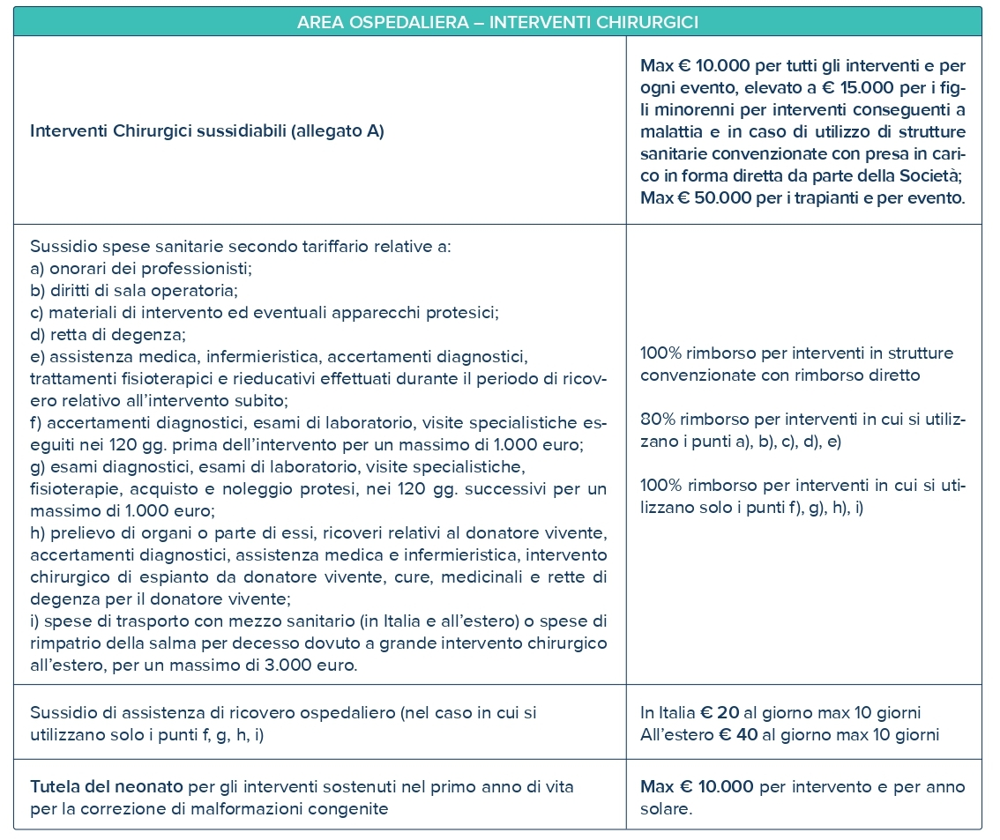 AREA OSPEDALIERA – INTERVENTI CHIRURGICI
Interventi Chirurgici sussidiabili (allegato A)
Max € 10.000 per tutti gli interventi e per
ogni evento, elevato a € 15.000 per i fig-
li minorenni per interventi conseguenti a
malattia e in caso di utilizzo di strutture
sanitarie convenzionate con presa in cari-
co in forma diretta da parte della Società;
Max € 50.000 per i trapianti e per evento.
Sussidio spese sanitarie secondo tariffario relative a:
a) onorari dei professionisti;
b) diritti di sala operatoria;
c) materiali di intervento ed eventuali apparecchi protesici;
d) retta di degenza;
e) assistenza medica, infermieristica, accertamenti diagnostici,
trattamenti fisioterapici e rieducativi effettuati durante il periodo di ricov-
ero relativo all’intervento subito;
f) accertamenti diagnostici, esami di laboratorio, visite specialistiche es-
eguiti nei 120 gg. prima dell’intervento per un massimo di 1.000 euro;
g) esami diagnostici, esami di laboratorio, visite specialistiche,
fisioterapie, acquisto e noleggio protesi, nei 120 gg. successivi per un
massimo di 1.000 euro;
h) prelievo di organi o parte di essi, ricoveri relativi al donatore vivente,
accertamenti diagnostici, assistenza medica e infermieristica, intervento
chirurgico di espianto da donatore vivente, cure, medicinali e rette di
degenza per il donatore vivente;
i) spese di trasporto con mezzo sanitario (in Italia e all’estero) o spese di
rimpatrio della salma per decesso dovuto a grande intervento chirurgico
all’estero, per un massimo di 3.000 euro.
100% rimborso per interventi in strutture
convenzionate con rimborso diretto
80% rimborso per interventi in cui si utiliz-
zano i punti a), b), c), d), e)
100% rimborso per interventi in cui si uti-
lizzano solo i punti f), g), h), i)
Sussidio di assistenza di ricovero ospedaliero (nel caso in cui si
utilizzano solo i punti f, g, h, i)
In Italia € 20 al giorno max 10 giorni
All’estero € 40 al giorno max 10 giorni
Tutela del neonato per gli interventi sostenuti nel primo anno di vita
per la correzione di malformazioni congenite
Max € 10.000 per intervento e per anno
solare.